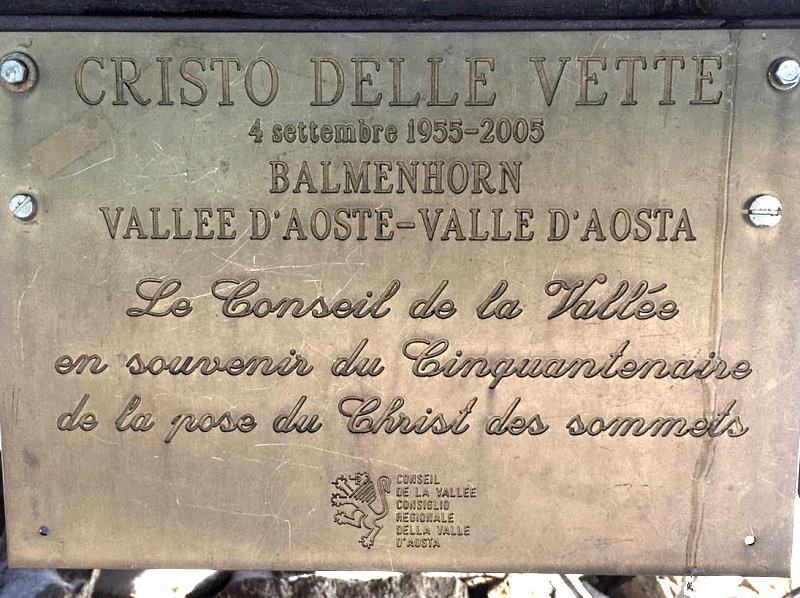 CRISTO DELLE VETTE
4 settembre 1955-2005
BALMENHORN
VALLEE D'AOSTE-VALLE D'AOSTA
Le Conseil de la Vallée
en souvenir du Cinquantenaire
de la pose du Christ des sommets
CONSEIL
DE LA VALLÉE
CONSIGLIO
REGIONALE
DELLA VALLE
D'AOSTA